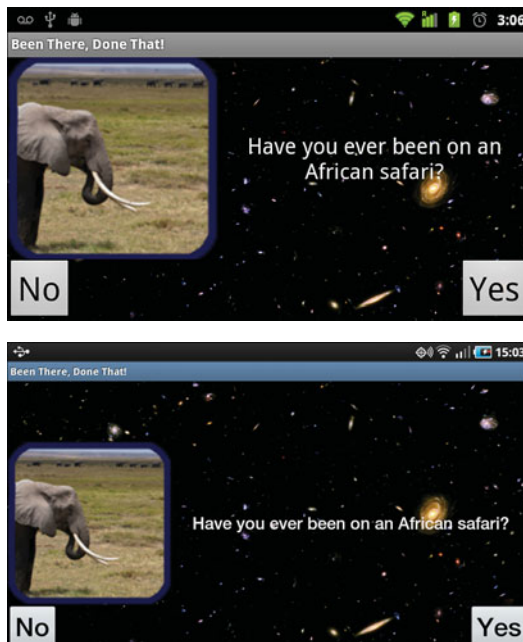 3:06
Been There, Done That!
Have you ever been on an
African safari?
No
Yes
15:03
Been There, Done That!
Have you ever been on an African safari?
No
Yes